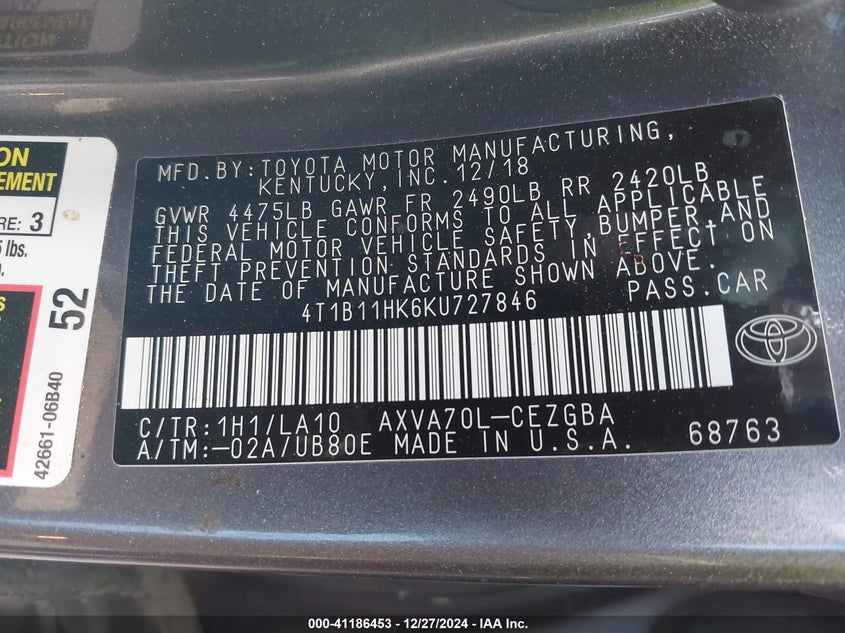 ON
EMENT
RE: 3
5 lbs.
52
42661-06B40
MFD.BY:TOYOTA MOTOR MANUFACTURING,
KENTUCKY,INC.12/18
GVWR 4475LB GAWR FR 2490LB RR 2420LB
THIS VEHICLE CONFORMS TO ALL APPLICABLE
FEDERAL MOTOR VEHICLE SAFETY,BUMPER,AND
THEFT PREVENTION STANDARDS IN EFFECT ON
THE DATE OF MANUFACTURE SHOWN ABOVE.
4T1B11HK6KU727846 PASS.CAR
C/TR:1H1/LA10 AXVA70L-CEZGBA
A/TM:-02A/UB80E MADE IN U.S.A. 68763
000-41186453 - 12/27/2024 - IAA Inc.